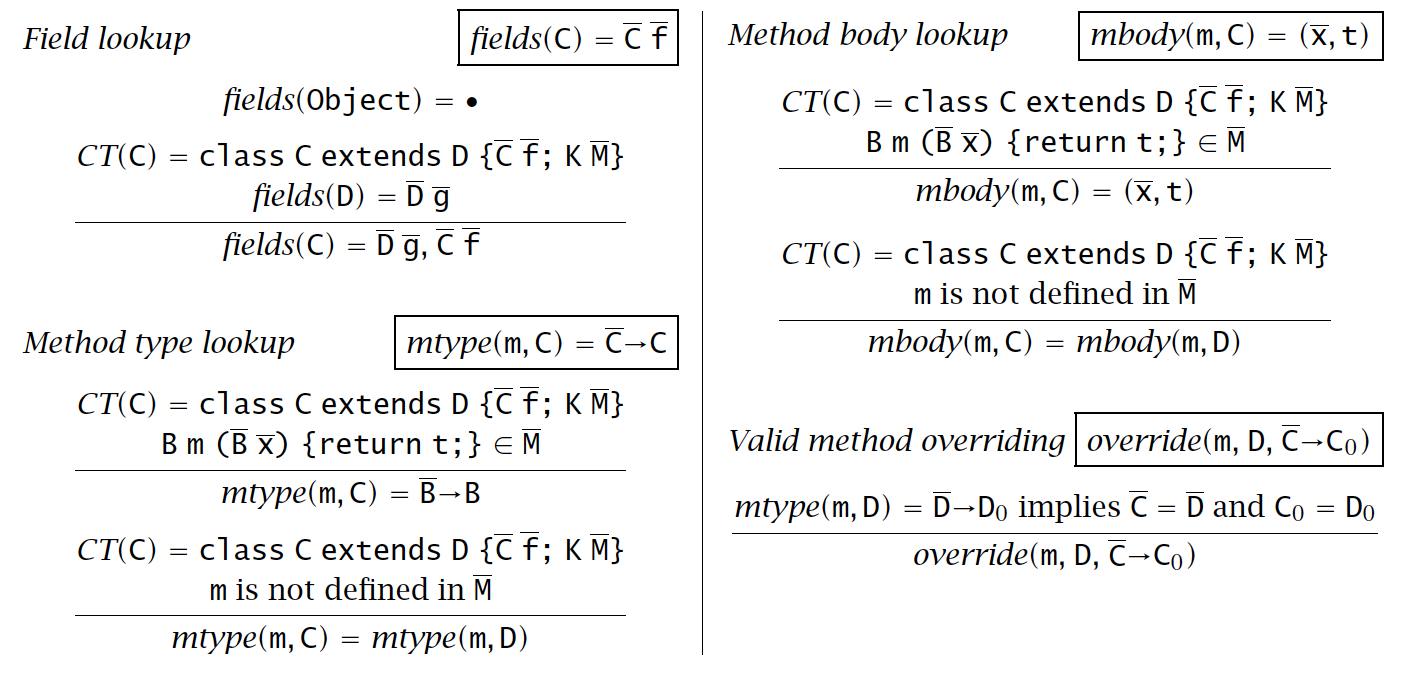 Field lookup
fields(C) = C̅ f̅
fields(Object) = •
CT(C) = class C extends D {C̅ f̅; K M̅}
fields(D) = D̅ g̅
fields(C) = D̅ g̅, C̅ f̅
Method type lookup
mtype(m, C) = C̅→C
CT(C) = class C extends D {C̅ f̅; K M̅}
B m (B̅ x̅) {return t;} ∈ M̅
mtype(m, C) = B̅→B
CT(C) = class C extends D {C̅ f̅; K M̅}
m is not defined in M̅
mtype(m, C) = mtype(m, D)
Method body lookup
mbody(m, C) = (x̅, t)
CT(C) = class C extends D {C̅ f̅; K M̅}
B m (B̅ x̅) {return t;} ∈ M̅
mbody(m, C) = (x̅, t)
CT(C) = class C extends D {C̅ f̅; K M̅}
m is not defined in M̅
mbody(m, C) = mbody(m, D)
Valid method overriding
override(m, D, C̅→C₀)
mtype(m, D) = D̅→D₀ implies C̅ = D̅ and C₀ = D₀
override(m, D, C̅→C₀)